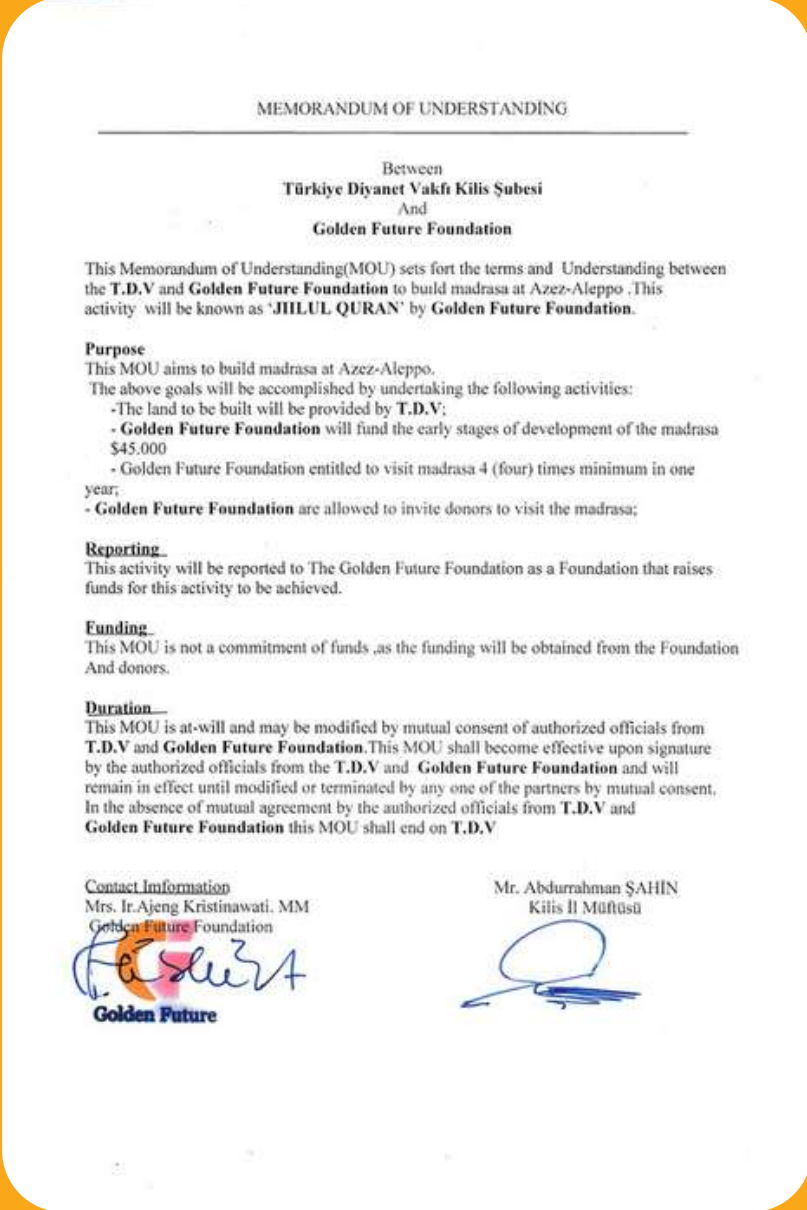 MEMORANDUM OF UNDERSTANDİNG
Between
Türkiye Diyanet Vakfı Kilis Şubesi
And
Golden Future Foundation
This Memorandum of Understanding(MOU) sets fort the terms and Understanding between
the T.D.V and Golden Future Foundation to build madrasa at Azez-Aleppo .This
activity will be known as ‘JIILUL QURAN’ by Golden Future Foundation.
Purpose
This MOU aims to build madrasa at Azez-Aleppo.
The above goals will be accomplished by undertaking the following activities:
-The land to be built will be provided by T.D.V;
- Golden Future Foundation will fund the early stages of development of the madrasa
$45.000
- Golden Future Foundation entitled to visit madrasa 4 (four) times minimum in one
year;
- Golden Future Foundation are allowed to invite donors to visit the madrasa;
Reporting
This activity will be reported to The Golden Future Foundation as a Foundation that raises
funds for this activity to be achieved.
Funding
This MOU is not a commitment of funds ,as the funding will be obtained from the Foundation
And donors.
Duration
This MOU is at-will and may be modified by mutual consent of authorized officials from
T.D.V and Golden Future Foundation.This MOU shall become effective upon signature
by the authorized officials from the T.D.V and Golden Future Foundation and will
remain in effect until modified or terminated by any one of the partners by mutual consent.
In the absence of mutual agreement by the authorized officials from T.D.V and
Golden Future Foundation this MOU shall end on T.D.V
Contact Imformation
Mrs. Ir.Ajeng Kristinawati. MM
Golden Future Foundation
Golden Future
Mr. Abdurrahman ŞAHİN
Kilis İl Müftüsü